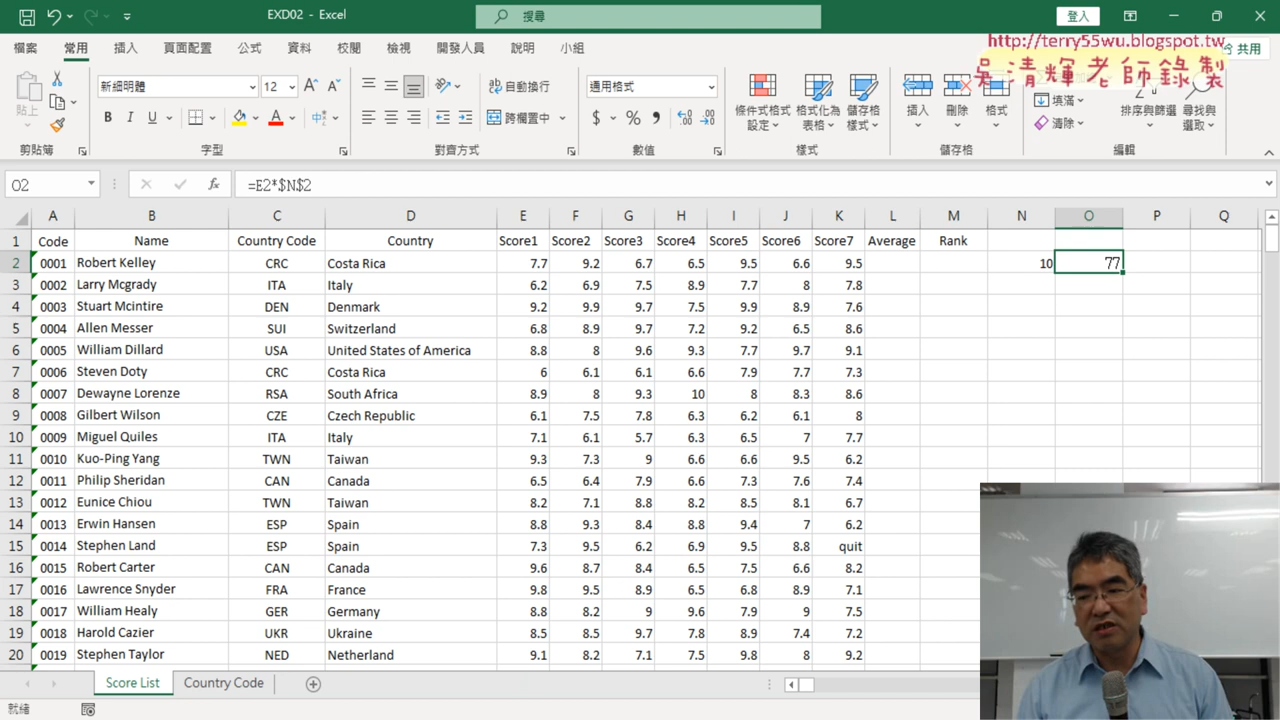 EXD02 - Excel
搜尋
登入
檔案 常用 插入 頁面配置 公式 資料 校閱 檢視 開發人員 說明 小組
共用
http://terry55wu.blogspot.tw
吳清輝老師錄製
貼上
新細明體 12
自動換行
跨欄置中
通用格式
條件式格式設定
格式化為表格
儲存格樣式
插入 刪除 格式
填滿
清除
排序與篩選
尋找與選取
剪貼簿 字型 對齊方式 數值 樣式 儲存格 編輯
O2 fx =E2*$N$2
A B C D E F G H I J K L M N O P Q
1 Code Name Country Code Country Score1 Score2 Score3 Score4 Score5 Score6 Score7 Average Rank
2 0001 Robert Kelley CRC Costa Rica 7.7 9.2 6.7 6.5 9.5 6.6 9.5 10 77
3 0002 Larry Mcgrady ITA Italy 6.2 6.9 7.5 8.9 7.7 8 7.8
4 0003 Stuart Mcintire DEN Denmark 9.2 9.9 9.7 7.5 9.9 8.9 7.6
5 0004 Allen Messer SUI Switzerland 6.8 8.9 9.7 7.2 9.2 6.5 8.6
6 0005 William Dillard USA United States of America 8.8 8 9.6 9.3 7.7 9.7 9.1
7 0006 Steven Doty CRC Costa Rica 6 6.1 6.1 6.6 7.9 7.7 7.3
8 0007 Dewayne Lorenze RSA South Africa 8.9 8 9.3 10 8 8.3 8.6
9 0008 Gilbert Wilson CZE Czech Republic 6.1 7.5 7.8 6.3 6.2 6.1 8
10 0009 Miguel Quiles ITA Italy 7.1 6.1 5.7 6.3 6.5 7 7.7
11 0010 Kuo-Ping Yang TWN Taiwan 9.3 7.3 9 6.6 6.6 9.5 6.2
12 0011 Philip Sheridan CAN Canada 6.5 6.4 7.9 6.6 7.3 7.6 7.4
13 0012 Eunice Chiou TWN Taiwan 8.2 7.1 8.8 8.2 8.5 8.1 6.7
14 0013 Erwin Hansen ESP Spain 8.8 9.3 8.4 8.8 9.4 7 6.2
15 0014 Stephen Land ESP Spain 7.3 9.5 6.2 6.9 9.5 8.8 quit
16 0015 Robert Carter CAN Canada 9.6 8.7 8.4 6.5 7.5 6.6 8.2
17 0016 Lawrence Snyder FRA France 9.8 9.5 8.9 6.5 6.8 8.9 7.1
18 0017 William Healy GER Germany 8.8 8.2 9 9.6 7.9 9 7.5
19 0018 Harold Cazier UKR Ukraine 8.5 8.5 9.7 7.8 8.9 7.4 7.2
20 0019 Stephen Taylor NED Netherland 9.1 8.2 7.1 7.5 9.8 8 9.2
Score List Country Code
就緒